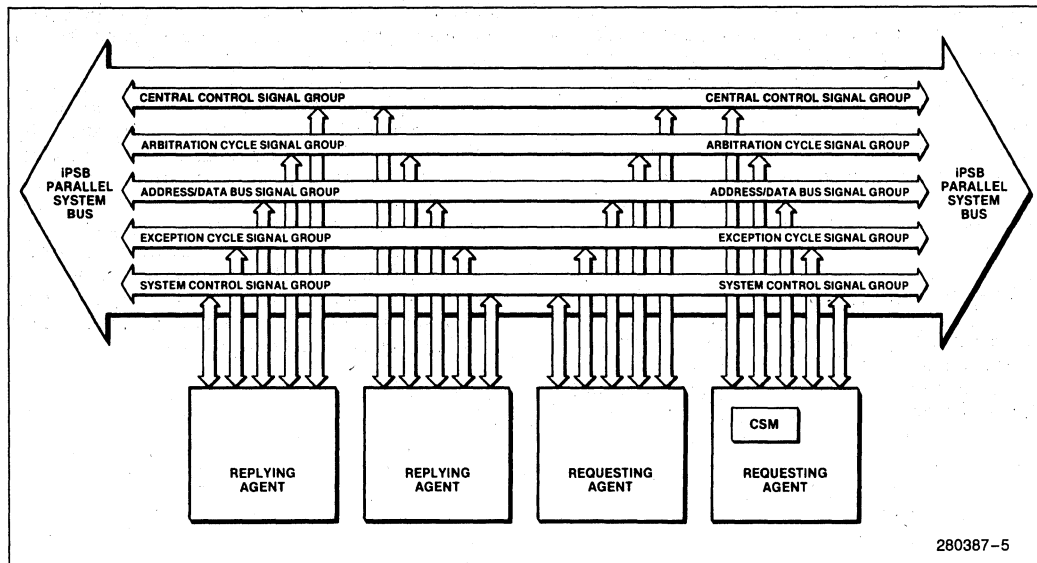 CENTRAL CONTROL SIGNAL GROUP
CENTRAL CONTROL SIGNAL GROUP
ARBITRATION CYCLE SIGNAL GROUP
ARBITRATION CYCLE SIGNAL GROUP
iPSB
PARALLEL
SYSTEM
BUS
ADDRESS/DATA BUS SIGNAL GROUP
ADDRESS/DATA BUS SIGNAL GROUP
iPSB
PARALLEL
SYSTEM
BUS
EXCEPTION CYCLE SIGNAL GROUP
EXCEPTION CYCLE SIGNAL GROUP
SYSTEM CONTROL SIGNAL GROUP
SYSTEM CONTROL SIGNAL GROUP
REPLYING
AGENT
REPLYING
AGENT
REQUESTING
AGENT
CSM
REQUESTING
AGENT
280387-5